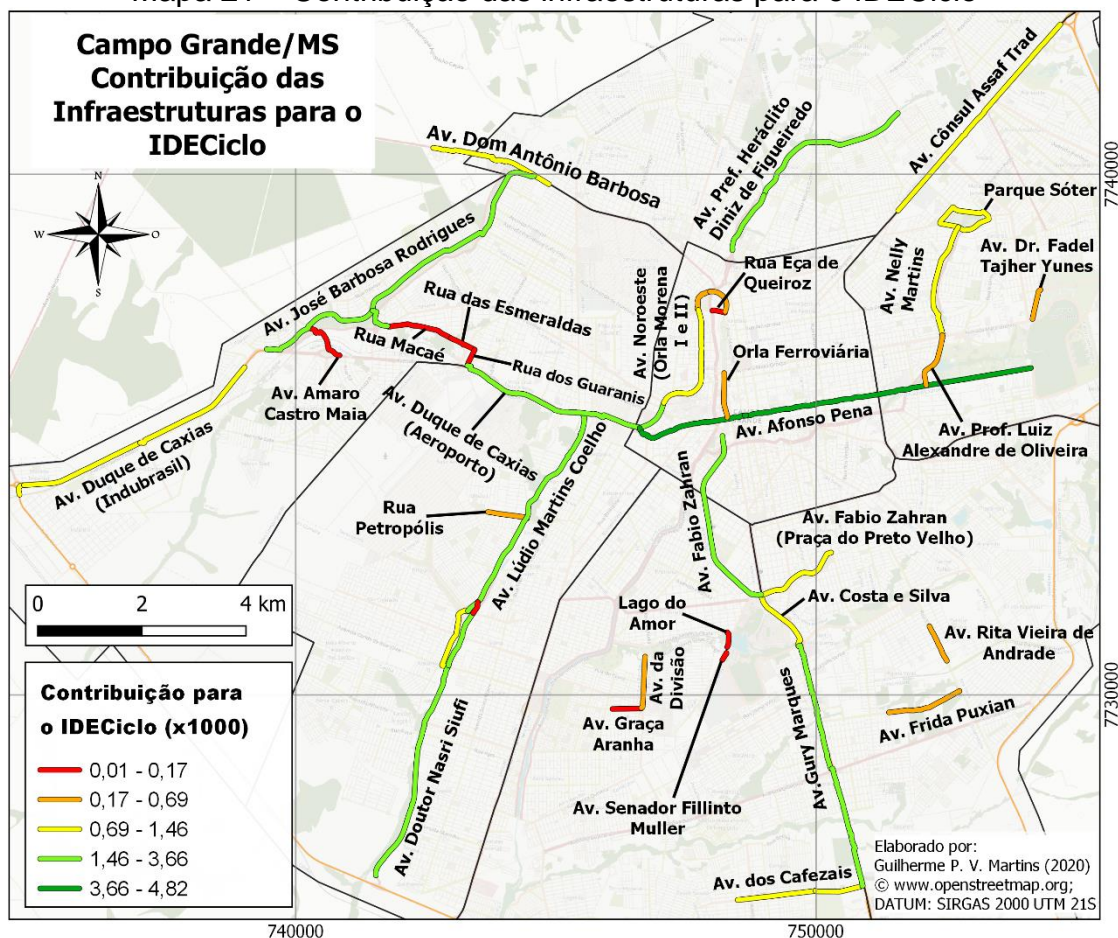 Mapa 21 – Contribuição das infraestruturas para o IDECiclo
Campo Grande/MS
Contribuição das
Infraestruturas para o
IDECiclo
N
W
O
S
Av. Dom Antônio Barbosa
Av. Pref. Heráclito
Diniz de Figueiredo
Av. Cônsul Assaf Trad
7740000
Parque Sóter
Av. Nelly
Martins
Av. Dr. Fadel
Tajher Yunes
Av. José Barbosa Rodrigues
Rua das Esmeraldas
Rua Macaé
Rua dos Guaranis
Av. Noroeste
(Orla Morena
I e II)
Rua Eça de
Queiroz
Orla Ferroviária
Av. Amaro
Castro Maia
Av. Duque de Caxias
(Aeroporto)
Av. Afonso Pena
Av. Prof. Luiz
Alexandre de Oliveira
Av. Duque de Caxias
(Indubrasil)
Rua
Petropólis
Av. Lúdio Martins Coelho
Av. Fabio Zahran
Av. Fabio Zahran
(Praça do Preto Velho)
Av. Costa e Silva
Lago do
Amor
Av. Rita Vieira de
Andrade
Av. da
Divisão
Av. Graça
Aranha
Av. Frida Puxian
7730000
Av. Senador Fillinto
Muller
Av.Gury Marques
Av. Doutor Nasri Siufi
Av. dos Cafezais
0 2 4 km
Contribuição para
o IDECiclo (x1000)
0,01 - 0,17
0,17 - 0,69
0,69 - 1,46
1,46 - 3,66
3,66 - 4,82
Elaborado por:
Guilherme P. V. Martins (2020)
© www.openstreetmap.org;
DATUM: SIRGAS 2000 UTM 21S
740000
750000